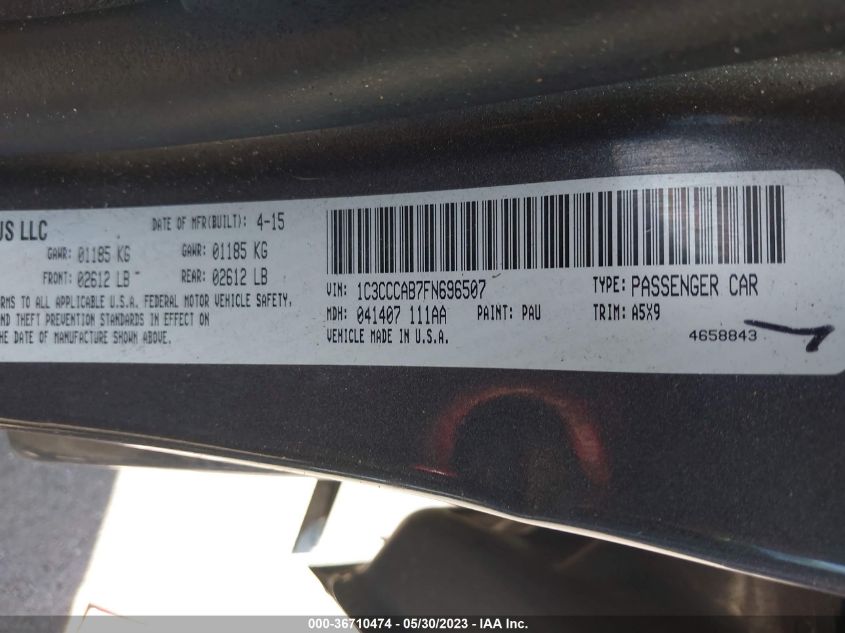 US LLC
DATE OF MFR(BUILT): 4-15
GAWR: 01185 KG GAWR: 01185 KG
FRONT: 02612 LB REAR: 02612 LB
RMS TO ALL APPLICABLE U.S.A. FEDERAL MOTOR VEHICLE SAFETY,
ND THEFT PREVENTION STANDARDS IN EFFECT ON
THE DATE OF MANUFACTURE SHOWN ABOVE.
VIN: 1C3CCCAB7FN696507 TYPE: PASSENGER CAR
MDH: 041407 111AA PAINT: PAU TRIM: A5X9
VEHICLE MADE IN U.S.A. 4658843
000-36710474 - 05/30/2023 - IAA Inc.